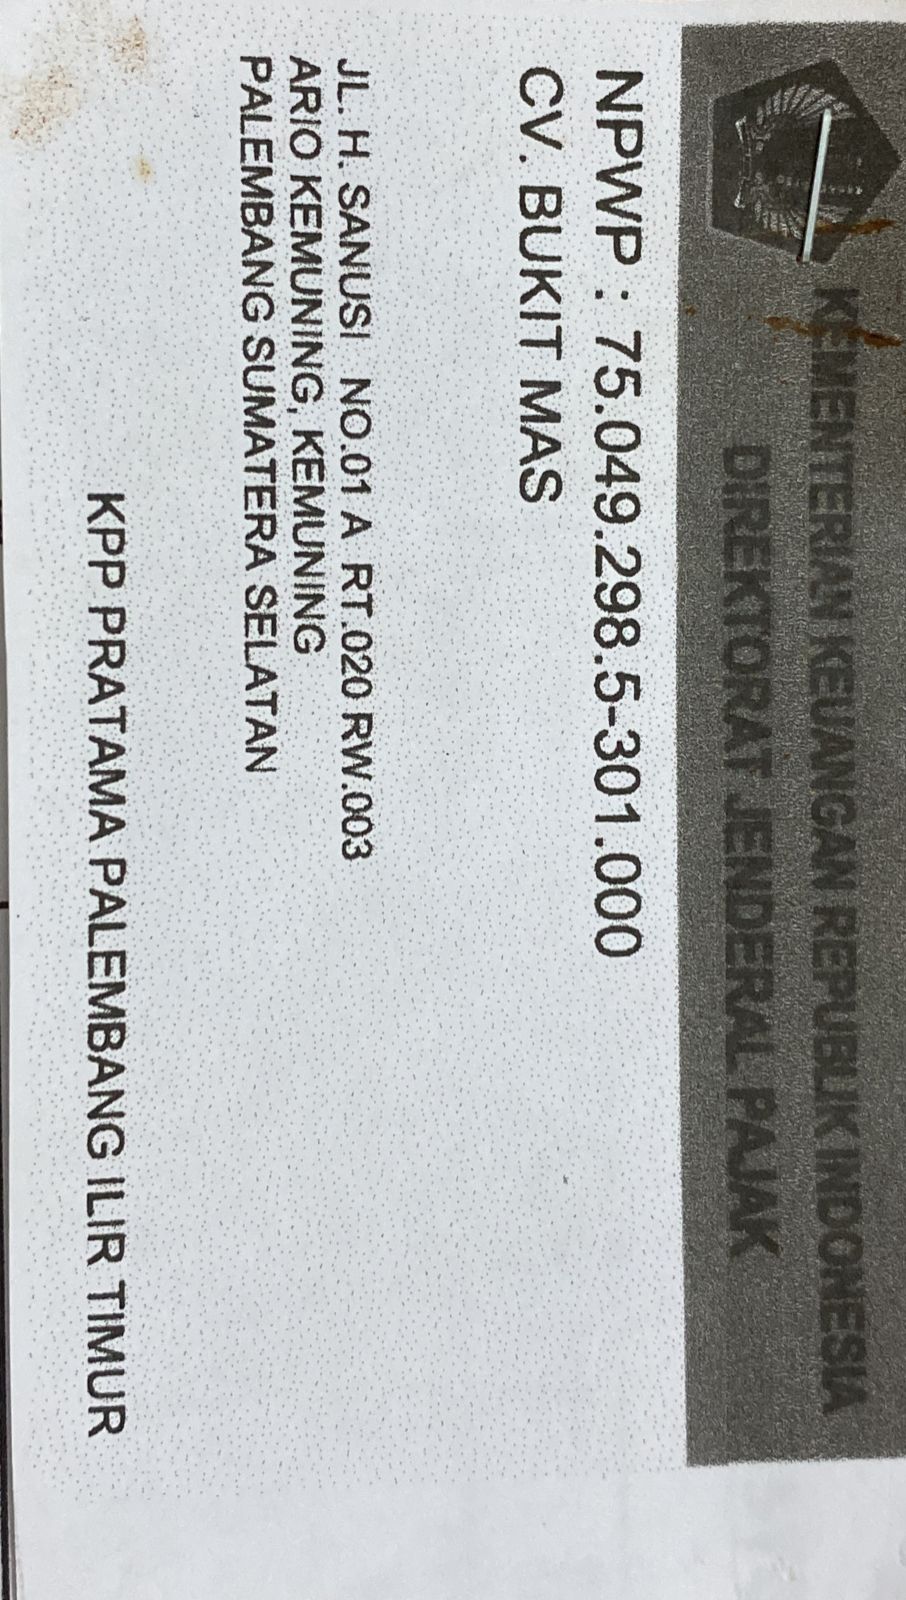 KEMENTERIAN KEUANGAN REPUBLIK INDONESIA
DIREKTORAT JENDERAL PAJAK
NPWP : 75.049.298.5-301.000
CV. BUKIT MAS
JL. H. SANUSI NO.01 A RT.020 RW.003
ARIO KEMUNING, KEMUNING
PALEMBANG SUMATERA SELATAN
KPP PRATAMA PALEMBANG ILIR TIMUR